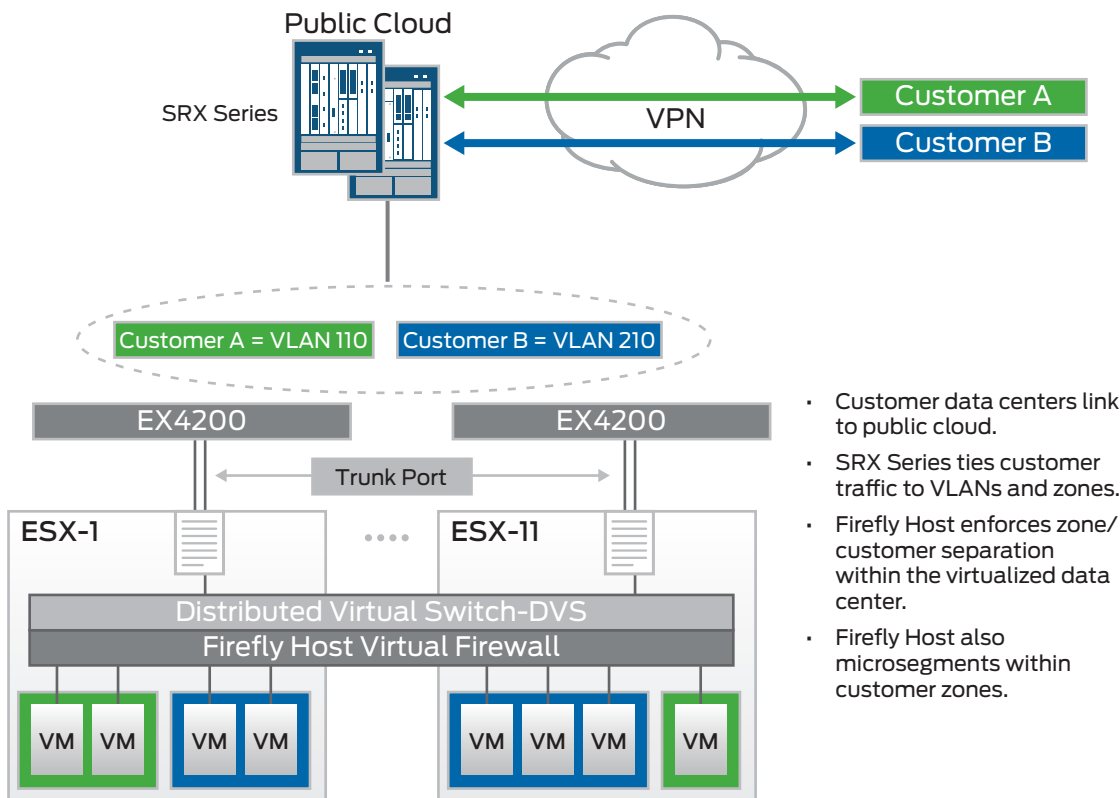 Public Cloud
SRX Series
VPN
Customer A
Customer B
Customer A = VLAN 110
Customer B = VLAN 210
EX4200
EX4200
Trunk Port
ESX-1
ESX-11
Distributed Virtual Switch-DVS
Firefly Host Virtual Firewall
VM
VM
VM
VM
VM
VM
VM
VM
· Customer data centers link
to public cloud.
· SRX Series ties customer
traffic to VLANs and zones.
· Firefly Host enforces zone/
customer separation
within the virtualized data
center.
· Firefly Host also
microsegments within
customer zones.